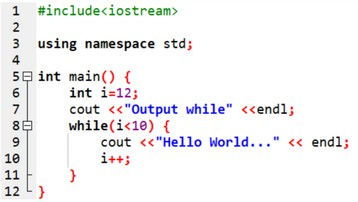 1 #include<iostream>
2
3 using namespace std;
4
5 int main() {
6 int i=12;
7 cout <<"Output while" <<endl;
8 while(i<10) {
9 cout <<"Hello World..." << endl;
10 i++;
11 }
12 }